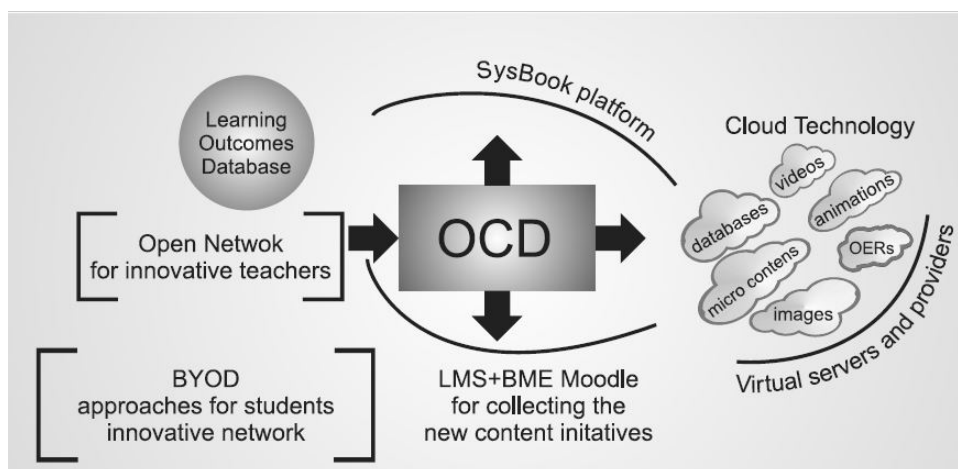 Learning
Outcomes
Database
Open Netwok
for innovative teachers
BYOD
approaches for students
innovative network
SysBook platform
OCD
LMS+BME Moodle
for collecting the
new content initatives
Cloud Technology
videos
databases
animations
micro contens
OERs
images
Virtual servers and providers